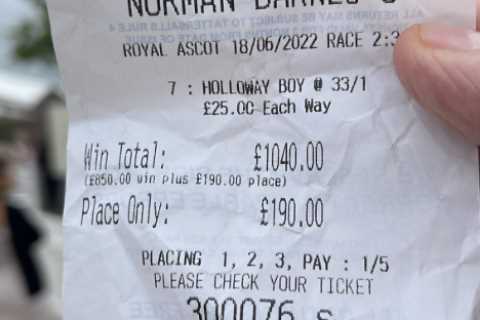 NORMAN BARNES
ROYAL ASCOT 18/06/2022 RACE 2:3
7 : HOLLOWAY BOY @ 33/1
£25.00 Each Way
Win Total: £1040.00
(£850.00 win plus £190.00 place)
Place Only: £190.00
PLACING 1, 2, 3, PAY : 1/5
PLEASE CHECK YOUR TICKET
300076 S